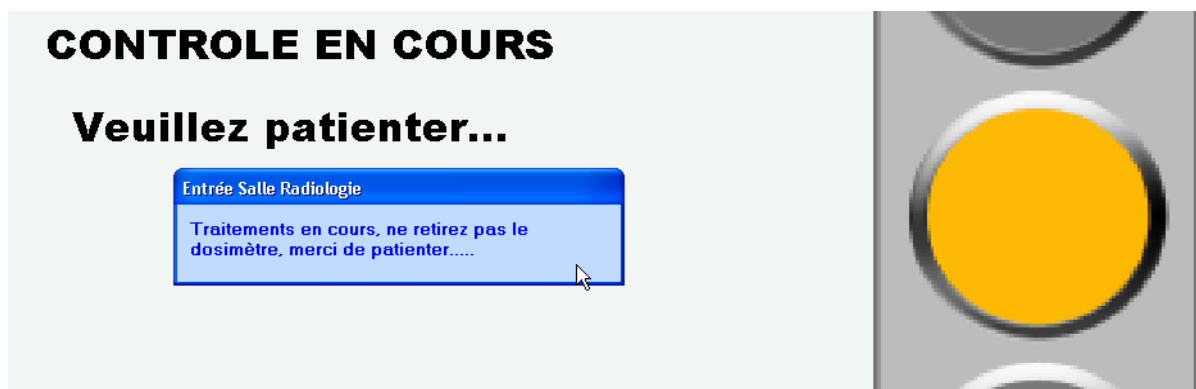 CONTROLE EN COURS
Veuillez patienter...
Entrée Salle Radiologie
Traitements en cours, ne retirez pas le
dosimètre, merci de patienter.....